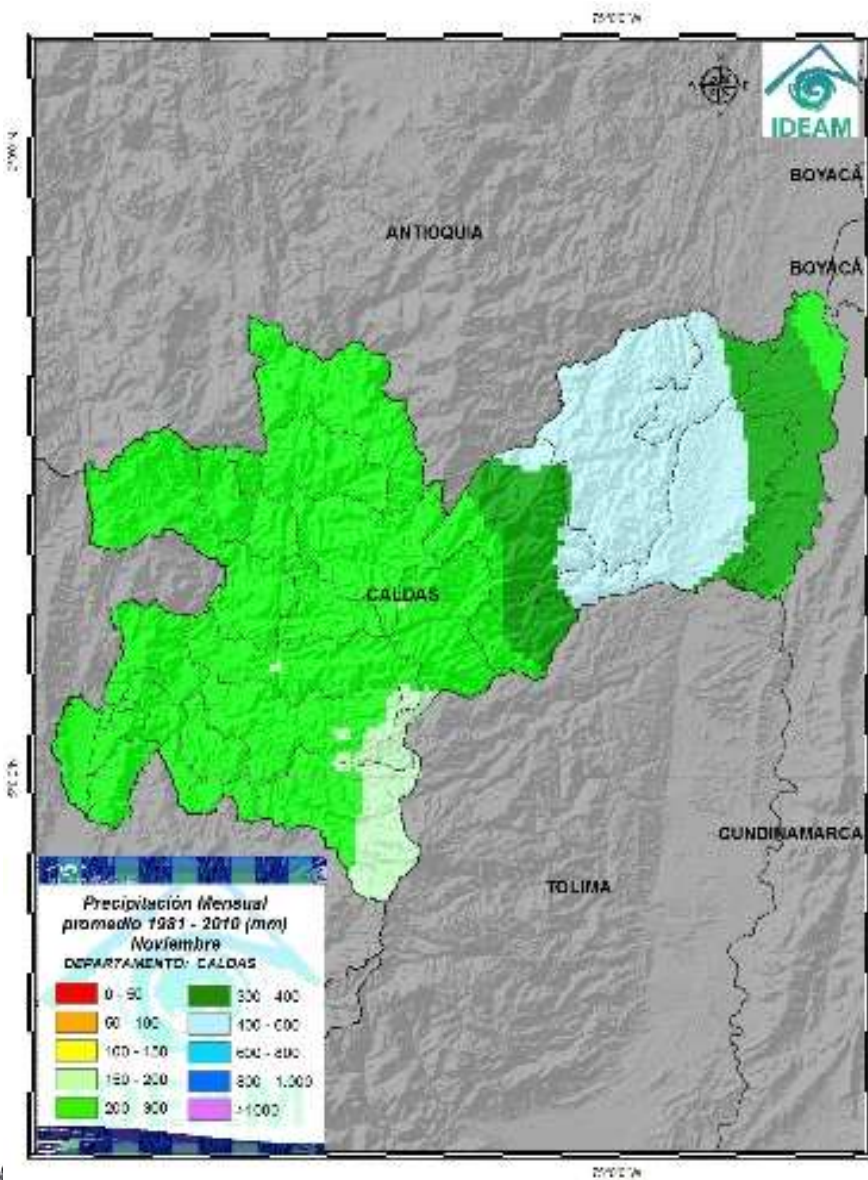 IDEAM
BOYACÁ
ANTIOQUIA
BOYACÁ
CALDAS
CUNDINAMARCA
TOLIMA
Precipitación Mensual
promedio 1981 - 2010 (mm)
Noviembre
DEPARTAMENTO: CALDAS
0 - 50
50 - 100
100 - 150
150 - 200
200 - 300
300 - 400
400 - 600
600 - 800
800 - 1.000
>1000